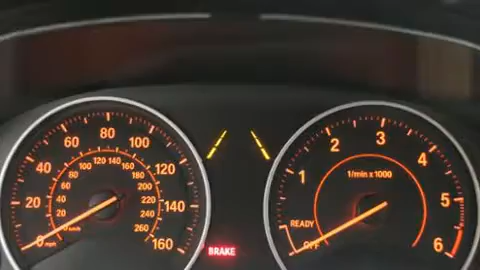 0 20 40 60 80 100 120 140 160
mph
20 40 60 80 100 120 140 160 180 200 220 240 260
km/h
BRAKE
1 2 3 4 5 6
1/min x 1000
READY
OFF